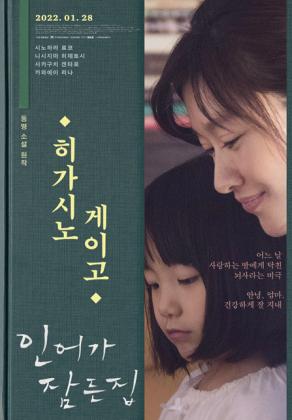 2022. 01. 28
시노하라 료코
니시지마 히데토시
사카구치 켄타로
카와에이 리나
동명 소설 원작
히가시노
게이고
어느 날
사랑하는 딸에게 닥친
뇌사라는 비극
안녕, 엄마.
건강하게 잘 지내
인어가
잠든 집